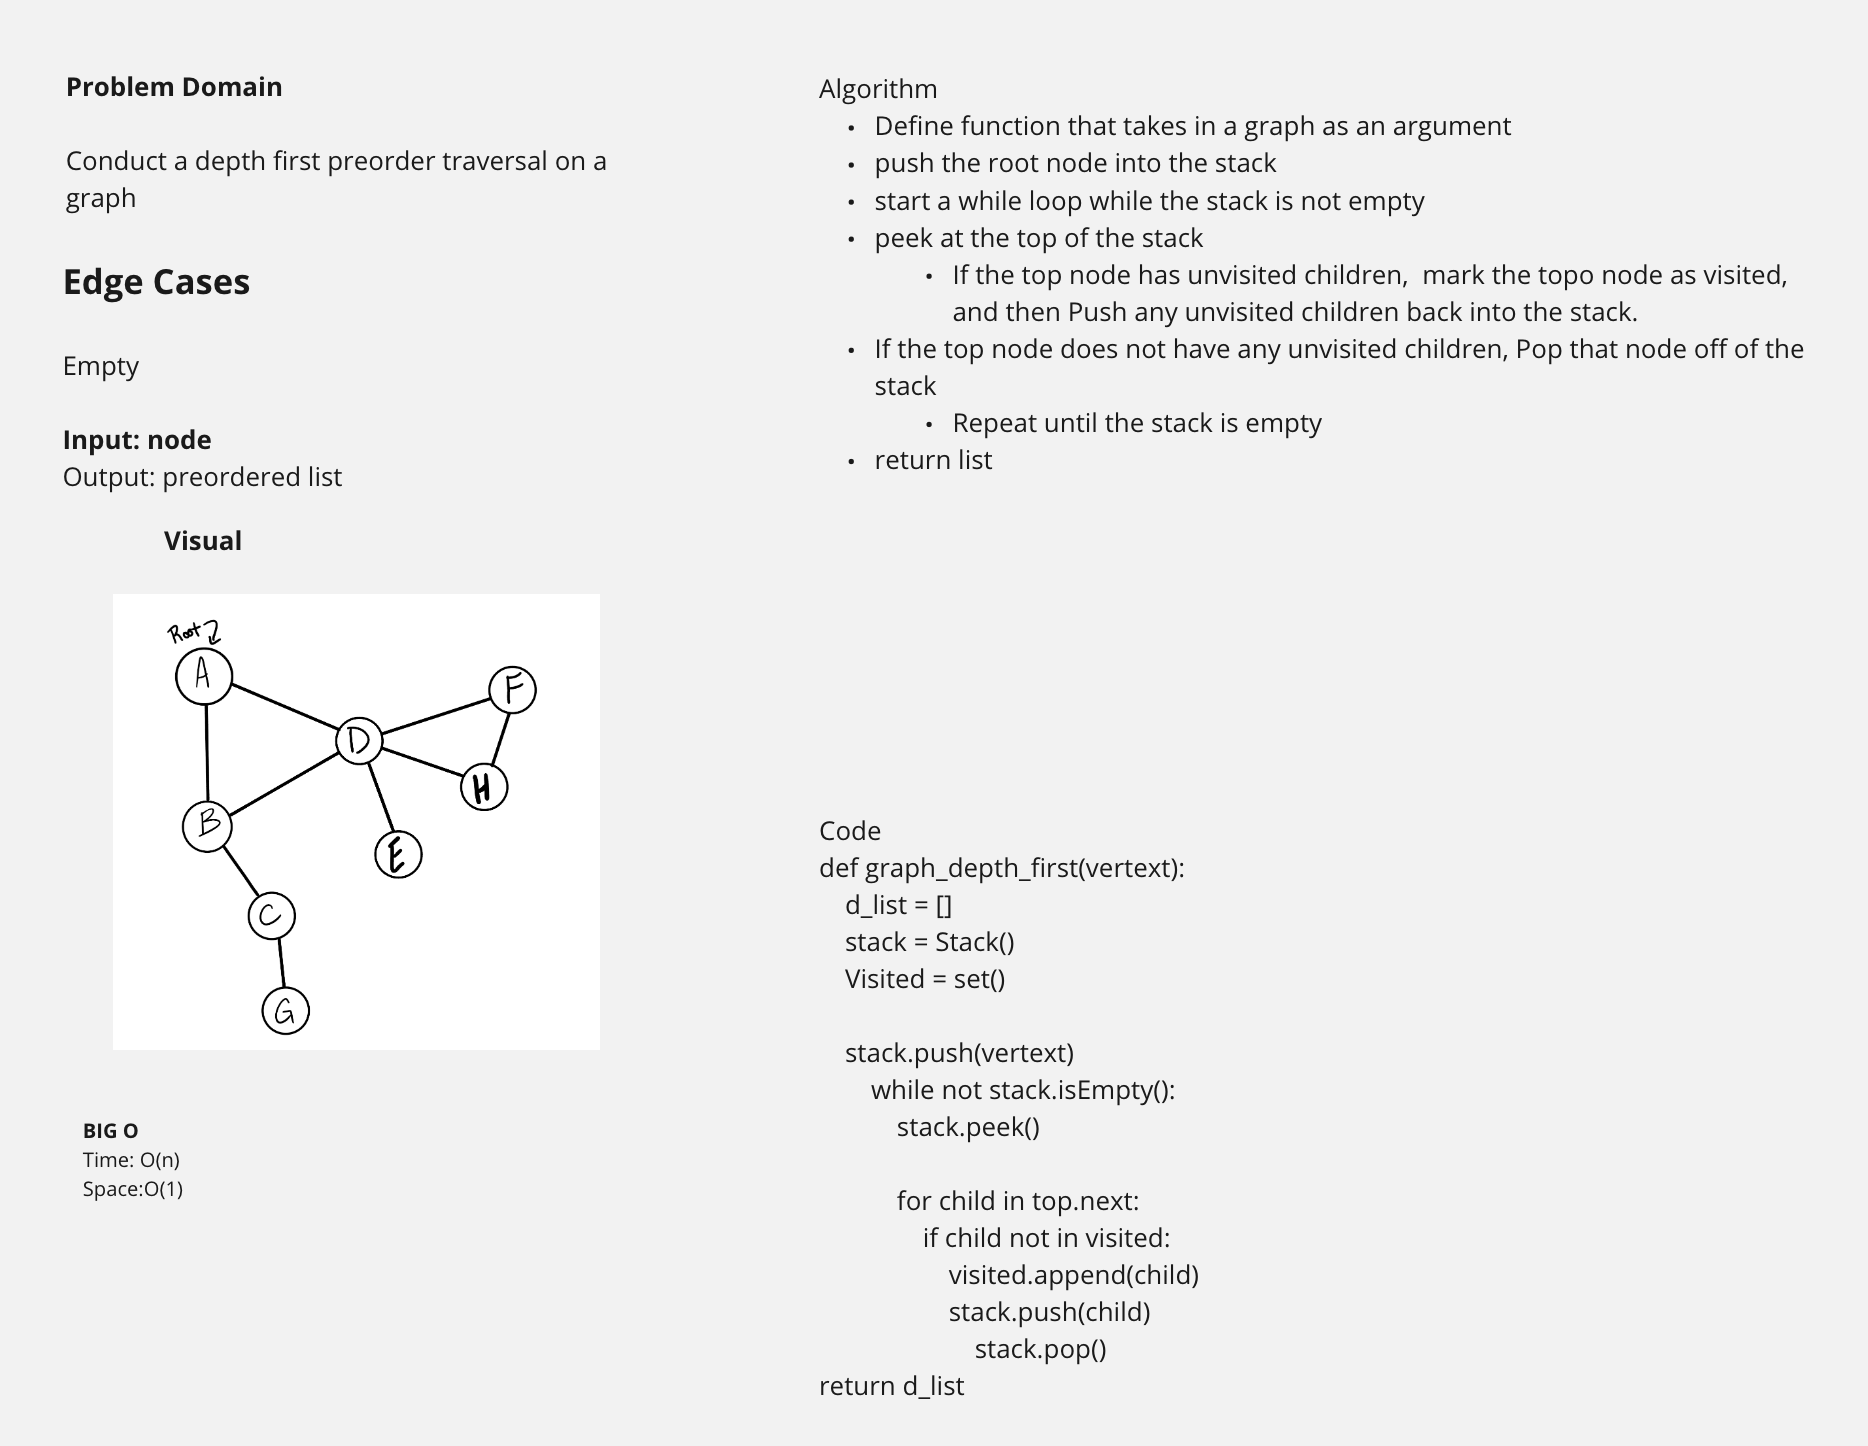 Problem Domain
Conduct a depth first preorder traversal on a
graph
Edge Cases
Empty
Input: node
Output: preordered list
Visual
Root
A
F
D
H
B
E
C
G
BIG O
Time: O(n)
Space:O(1)
Algorithm
• Define function that takes in a graph as an argument
• push the root node into the stack
• start a while loop while the stack is not empty
• peek at the top of the stack
• If the top node has unvisited children,  mark the topo node as visited,
and then Push any unvisited children back into the stack.
• If the top node does not have any unvisited children, Pop that node off of the
stack
• Repeat until the stack is empty
• return list
Code
def graph_depth_first(vertext):
d_list = []
stack = Stack()
Visited = set()
stack.push(vertext)
while not stack.isEmpty():
stack.peek()
for child in top.next:
if child not in visited:
visited.append(child)
stack.push(child)
stack.pop()
return d_list